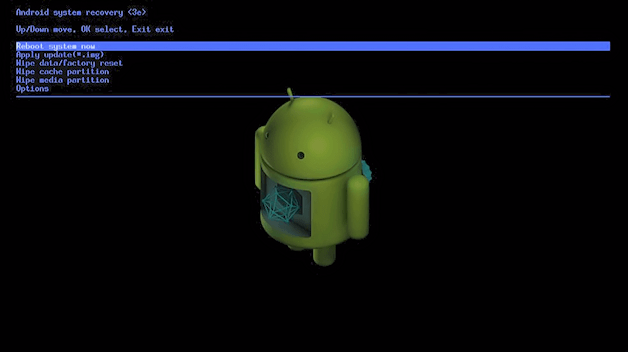 Android system recovery <3e>
Up/Down move, OK select, Exit exit
Reboot system now
Apply update(*.img)
Wipe data/factory reset
Wipe cache partition
Wipe media partition
Options